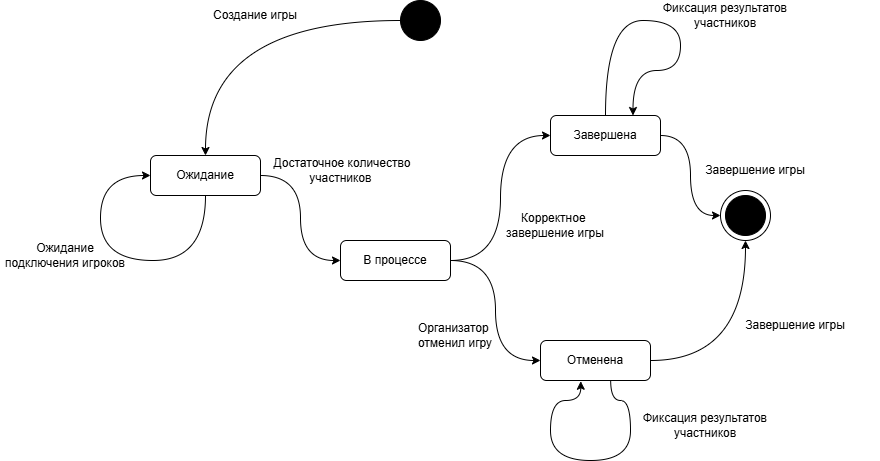 Создание игры
Фиксация результатов
участников
Завершена
Достаточное количество
участников
Ожидание
Завершение игры
Корректное
завершение игры
Ожидание
подключения игроков
В процессе
Организатор
отменил игру
Завершение игры
Отменена
Фиксация результатов
участников